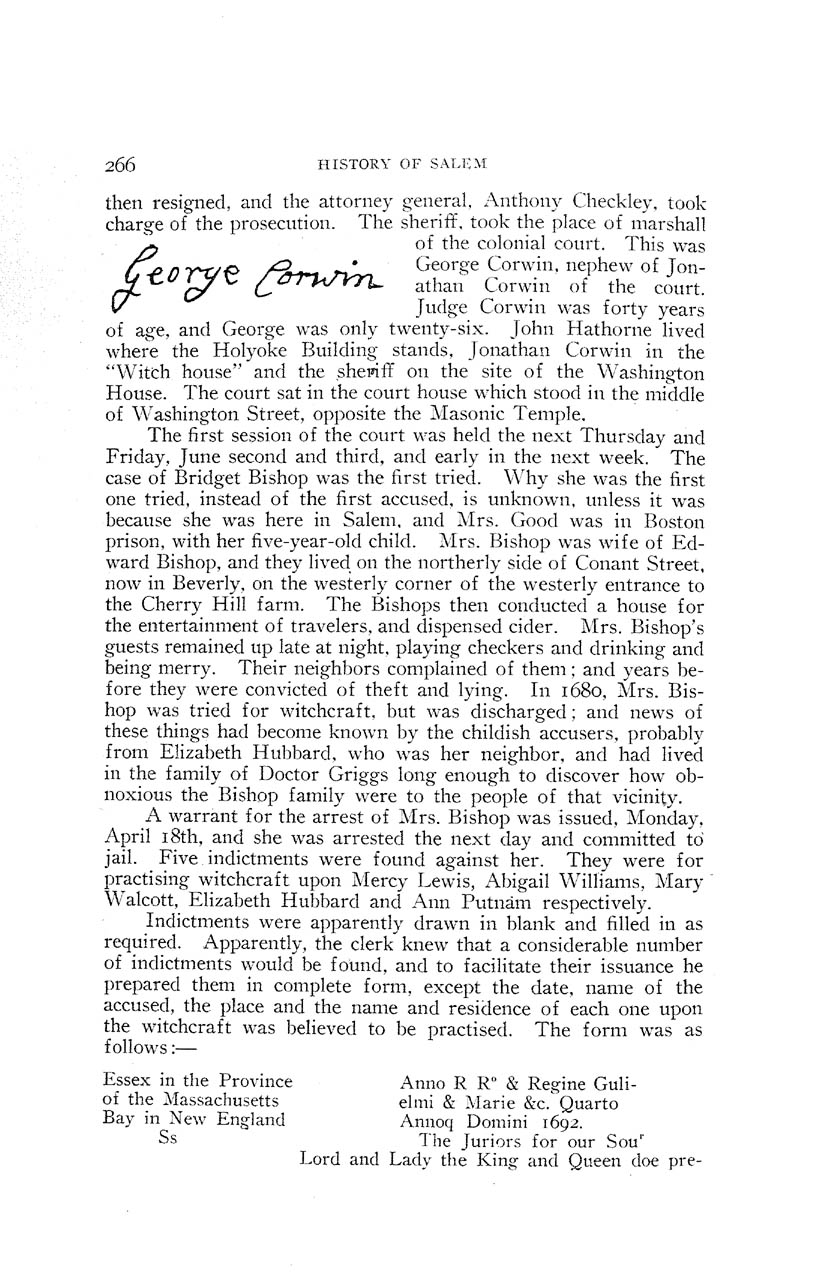 266 HISTORY OF SALEM
then resigned, and the attorney general, Anthony Checkley, took
charge of the prosecution. The sheriff, took the place of marshall
of the colonial court. This was
George Corwin
George Corwin, nephew of Jon-
athan Corwin of the court.
Judge Corwin was forty years
of age, and George was only twenty-six. John Hathorne lived
where the Holyoke Building stands, Jonathan Corwin in the
“Witch house” and the sheriff on the site of the Washington
House. The court sat in the court house which stood in the middle
of Washington Street, opposite the Masonic Temple.
The first session of the court was held the next Thursday and
Friday, June second and third, and early in the next week. The
case of Bridget Bishop was the first tried. Why she was the first
one tried, instead of the first accused, is unknown, unless it was
because she was here in Salem, and Mrs. Good was in Boston
prison, with her five-year-old child. Mrs. Bishop was wife of Ed-
ward Bishop, and they lived on the northerly side of Conant Street,
now in Beverly, on the westerly corner of the westerly entrance to
the Cherry Hill farm. The Bishops then conducted a house for
the entertainment of travelers, and dispensed cider. Mrs. Bishop's
guests remained up late at night, playing checkers and drinking and
being merry. Their neighbors complained of them; and years be-
fore they were convicted of theft and lying. In 1680, Mrs. Bis-
hop was tried for witchcraft, but was discharged; and news of
these things had become known by the childish accusers, probably
from Elizabeth Hubbard, who was her neighbor, and had lived
in the family of Doctor Griggs long enough to discover how ob-
noxious the Bishop family were to the people of that vicinity.
A warrant for the arrest of Mrs. Bishop was issued, Monday,
April 18th, and she was arrested the next day and committed to
jail. Five indictments were found against her. They were for
practising witchcraft upon Mercy Lewis, Abigail Williams, Mary
Walcott, Elizabeth Hubbard and Ann Putnam respectively.
Indictments were apparently drawn in blank and filled in as
required. Apparently, the clerk knew that a considerable number
of indictments would be found, and to facilitate their issuance he
prepared them in complete form, except the date, name of the
accused, the place and the name and residence of each one upon
the witchcraft was believed to be practised. The form was as
follows:—
Essex in the Province
of the Massachusetts
Bay in New England
Ss
Anno R Rº & Regine Guli-
elmi & Marie &c. Quarto
Annoq Domini 1692.
The Juriors for our Souʳ
Lord and Lady the King and Queen doe pre-